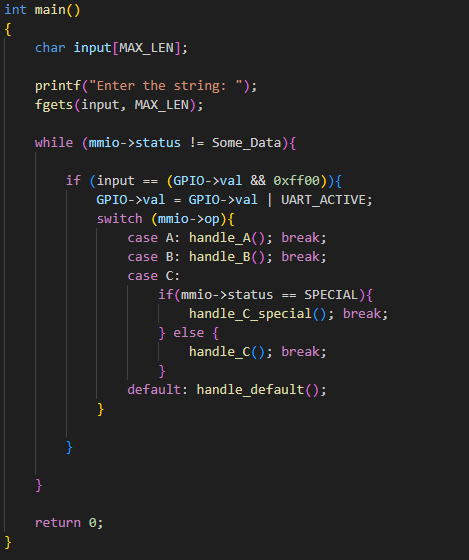 int main()
{
    char input[MAX_LEN];

    printf("Enter the string: ");
    fgets(input, MAX_LEN);

    while (mmio->status != Some_Data){

        if (input == (GPIO->val && 0xff00)){
            GPIO->val = GPIO->val | UART_ACTIVE;
            switch (mmio->op){
                case A: handle_A(); break;
                case B: handle_B(); break;
                case C:
                    if(mmio->status == SPECIAL){
                        handle_C_special(); break;
                    } else {
                        handle_C(); break;
                    }
                default: handle_default();
            }

        }

    }

    return 0;
}